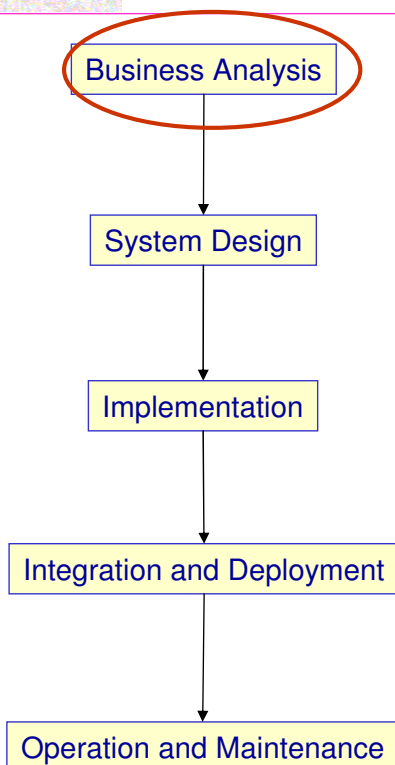 Business Analysis
System Design
Implementation
Integration and Deployment
Operation and Maintenance